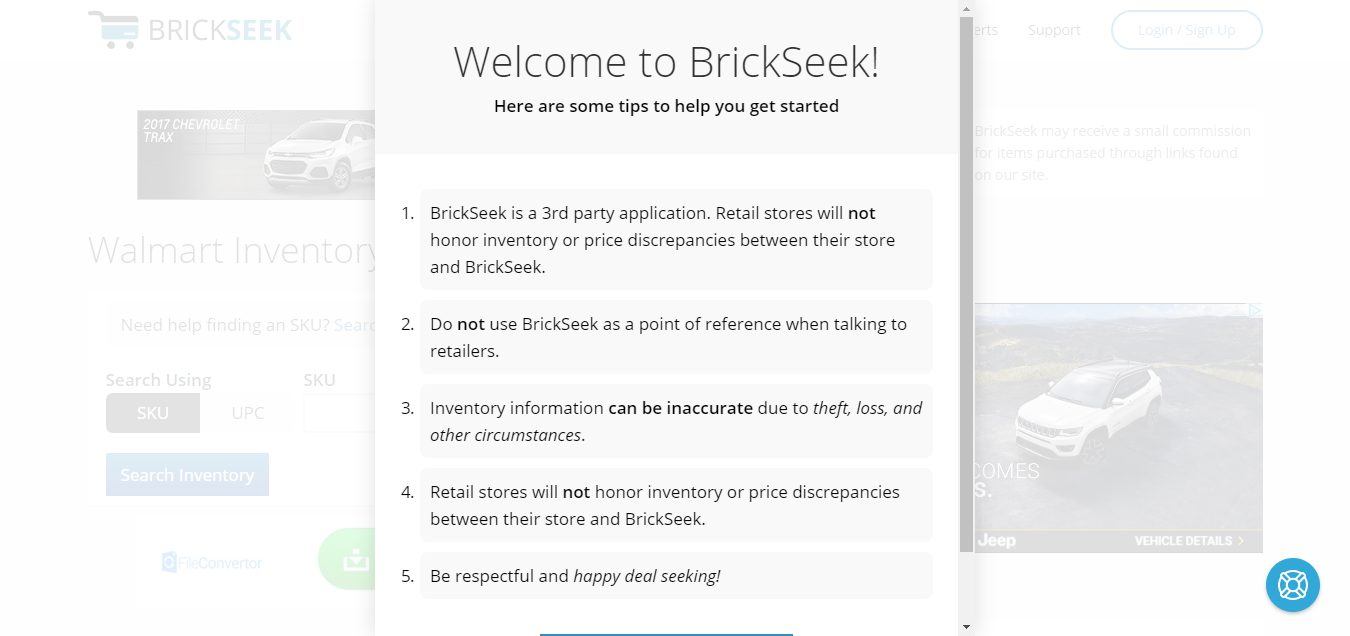 BRICKSEEK
erts
Support
Login / Sign Up
Welcome to BrickSeek!
Here are some tips to help you get started
2017 CHEVROLET
TRAX
BrickSeek may receive a small commission
for items purchased through links found
on our site.
Walmart Inventory
Need help finding an SKU? Searc
Search Using
SKU
SKU
UPC
Search Inventory
FileConvertor
1. BrickSeek is a 3rd party application. Retail stores will not
honor inventory or price discrepancies between their store
and BrickSeek.
2. Do not use BrickSeek as a point of reference when talking to
retailers.
3. Inventory information can be inaccurate due to theft, loss, and
other circumstances.
4. Retail stores will not honor inventory or price discrepancies
between their store and BrickSeek.
5. Be respectful and happy deal seeking!
COMES
S.
Jeep
VEHICLE DETAILS